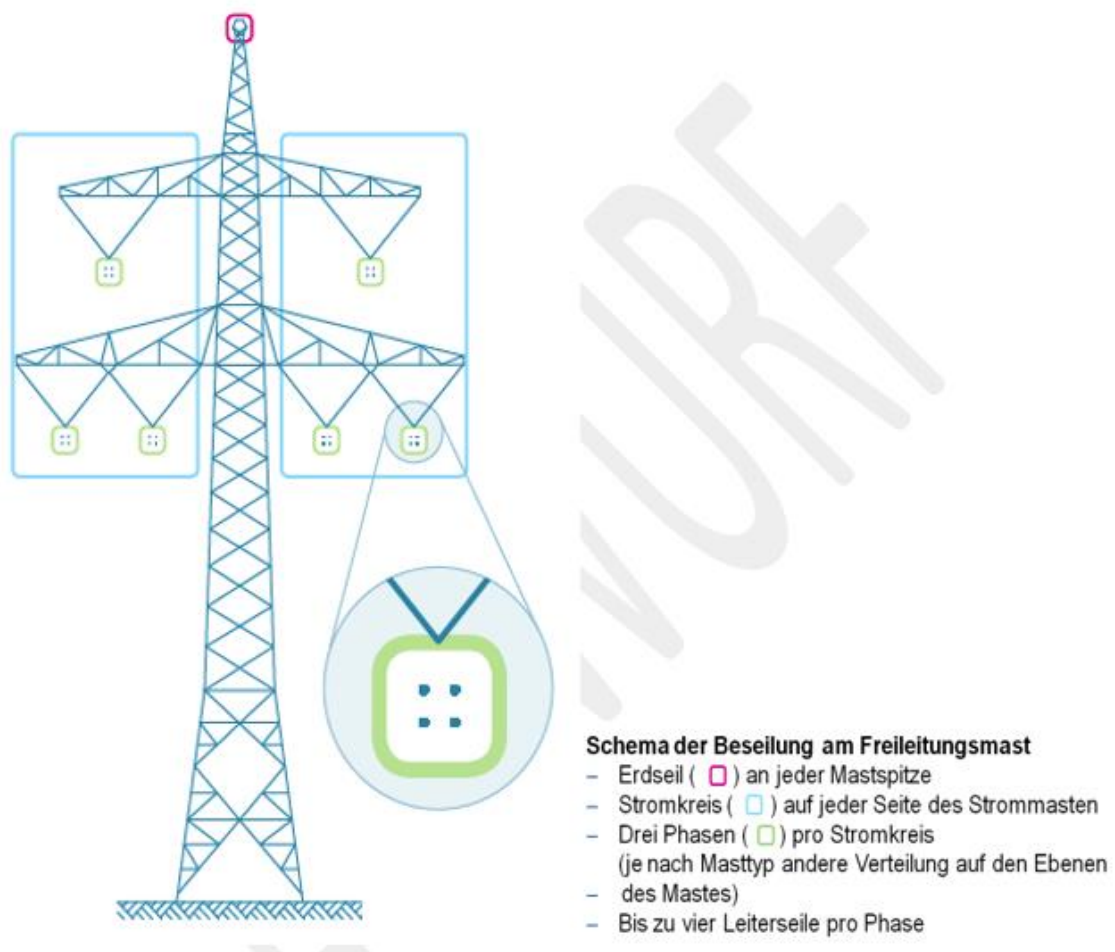 Schema der Beseilung am Freileitungsmast
– Erdseil ( ) an jeder Mastspitze
– Stromkreis ( ) auf jeder Seite des Strommasten
– Drei Phasen ( ) pro Stromkreis
(je nach Masttyp andere Verteilung auf den Ebenen
– des Mastes)
– Bis zu vier Leiterseile pro Phase